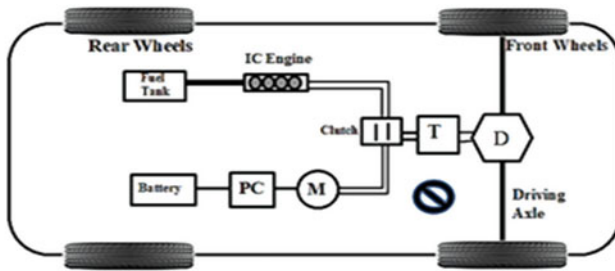 Rear Wheels
Front Wheels
IC Engine
Fuel
Tank
Clutch
T
D
Battery
PC
M
Driving
Axle